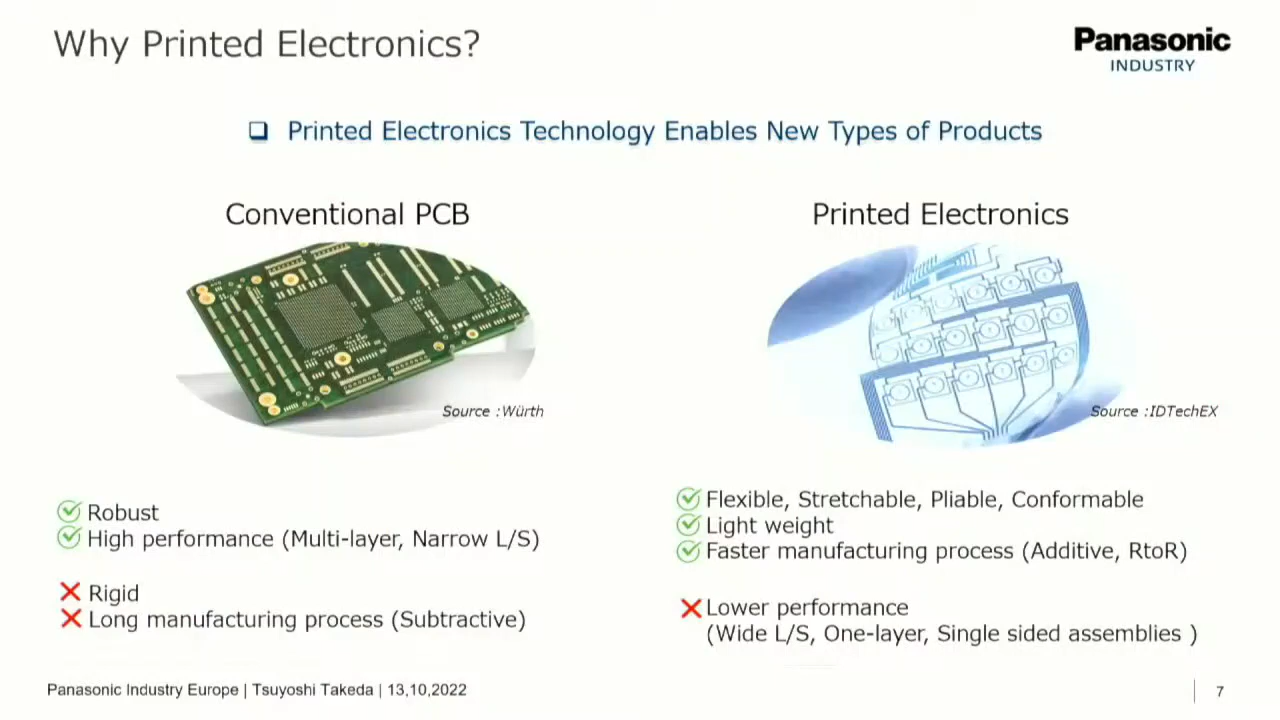 Why Printed Electronics?
Panasonic
INDUSTRY
Printed Electronics Technology Enables New Types of Products
Conventional PCB
Source :Würth
Robust
High performance (Multi-layer, Narrow L/S)
Rigid
Long manufacturing process (Subtractive)
Printed Electronics
Source :IDTechEX
Flexible, Stretchable, Pliable, Conformable
Light weight
Faster manufacturing process (Additive, RtoR)
Lower performance
(Wide L/S, One-layer, Single sided assemblies )
Panasonic Industry Europe | Tsuyoshi Takeda | 13,10,2022
7